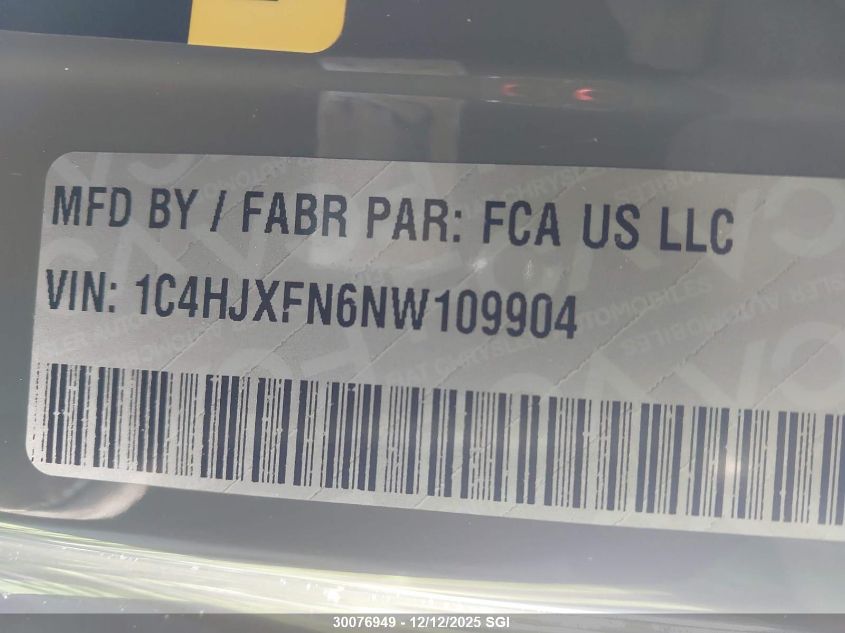 MFD BY / FABR PAR: FCA US LLC
VIN: 1C4HJXFN6NW109904
30076949 - 12/12/2025 SGI